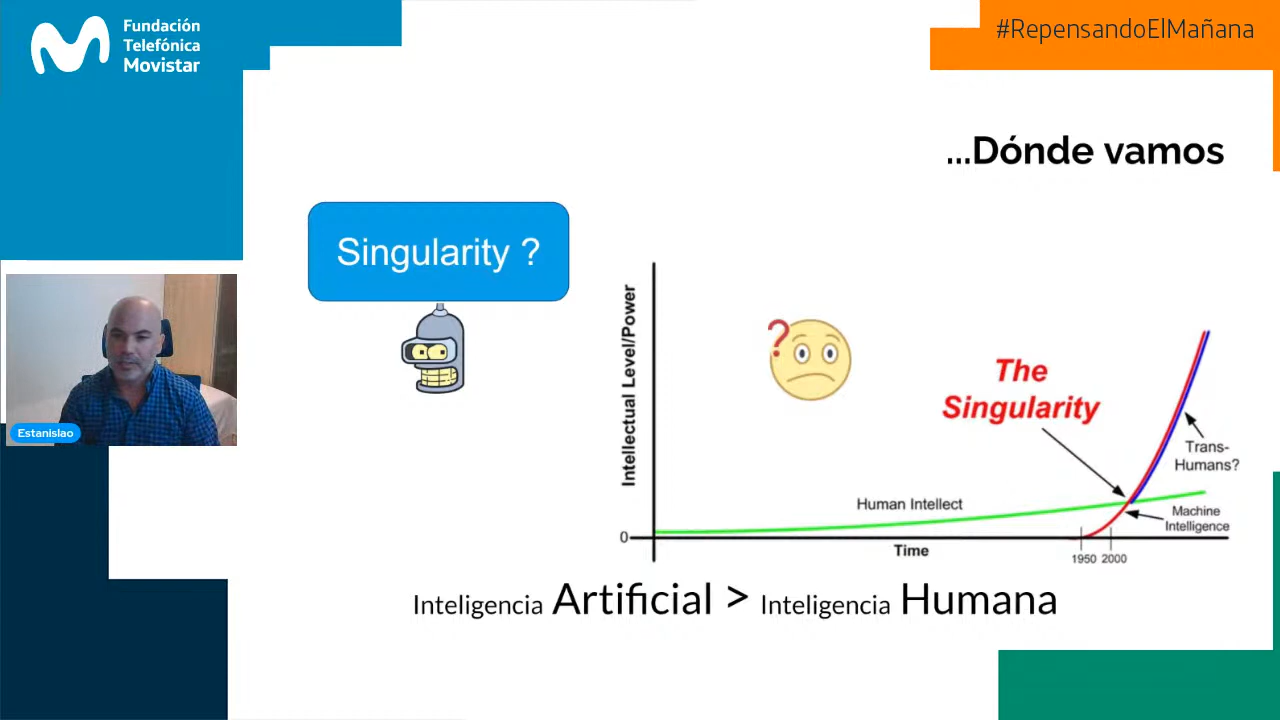 Fundación
Telefónica
Movistar
#RepensandoElMañana
...Dónde vamos
Singularity ?
Estanislao
Intellectual Level/Power
?
The
Singularity
Trans-
Humans?
Human Intellect
Machine
Intelligence
0
Time
1950 2000
Inteligencia Artificial > Inteligencia Humana